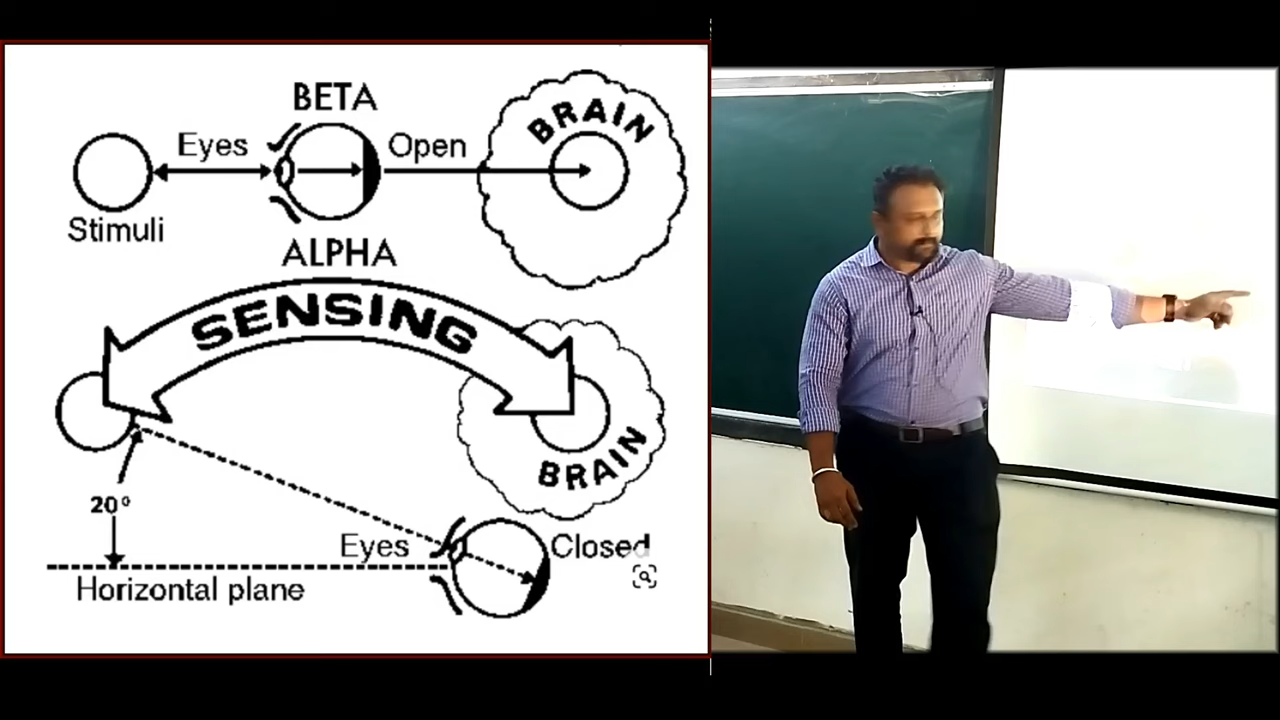 BETA
BRAIN
Eyes
Open
Stimuli
ALPHA
SENSING
BRAIN
20°
Eyes
Closed
Horizontal plane